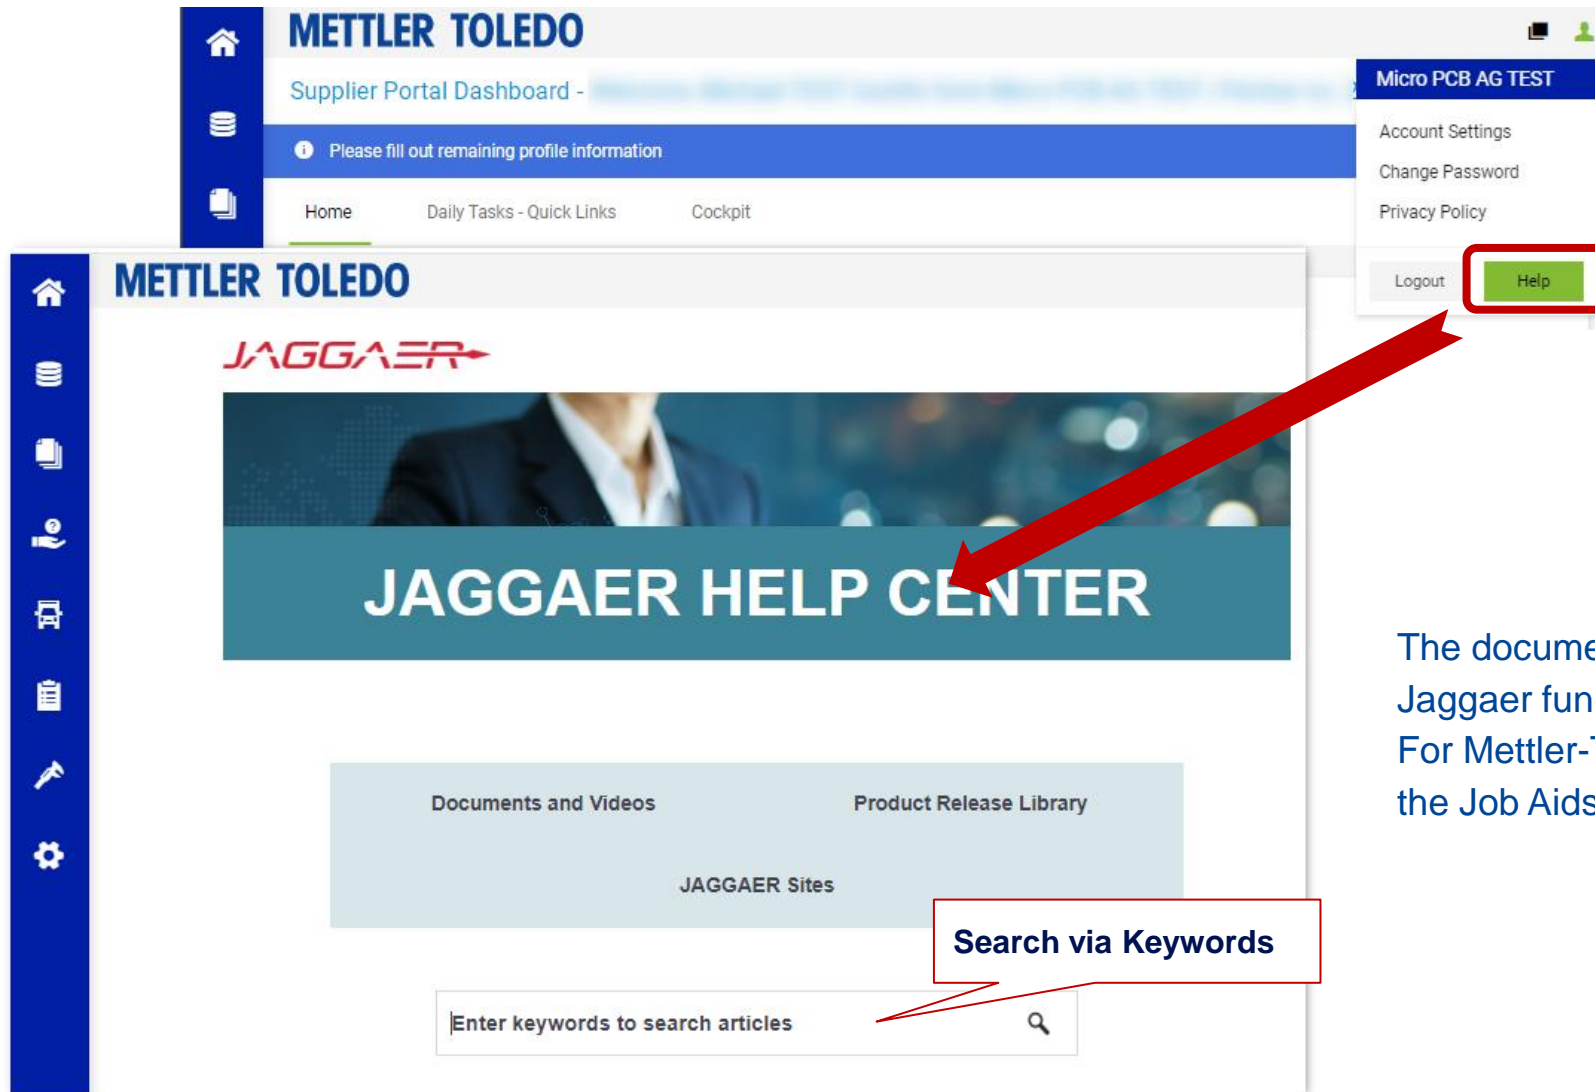 METTLER TOLEDO
Supplier Portal Dashboard -
Please fill out remaining profile information
Home Daily Tasks - Quick Links Cockpit
Micro PCB AG TEST
Account Settings
Change Password
Privacy Policy
Logout Help
METTLER TOLEDO
JAGGAER
JAGGAER HELP CENTER
Documents and Videos Product Release Library
JAGGAER Sites
Search via Keywords
Enter keywords to search articles
The docume
Jaggaer fun
For Mettler-T
the Job Aids